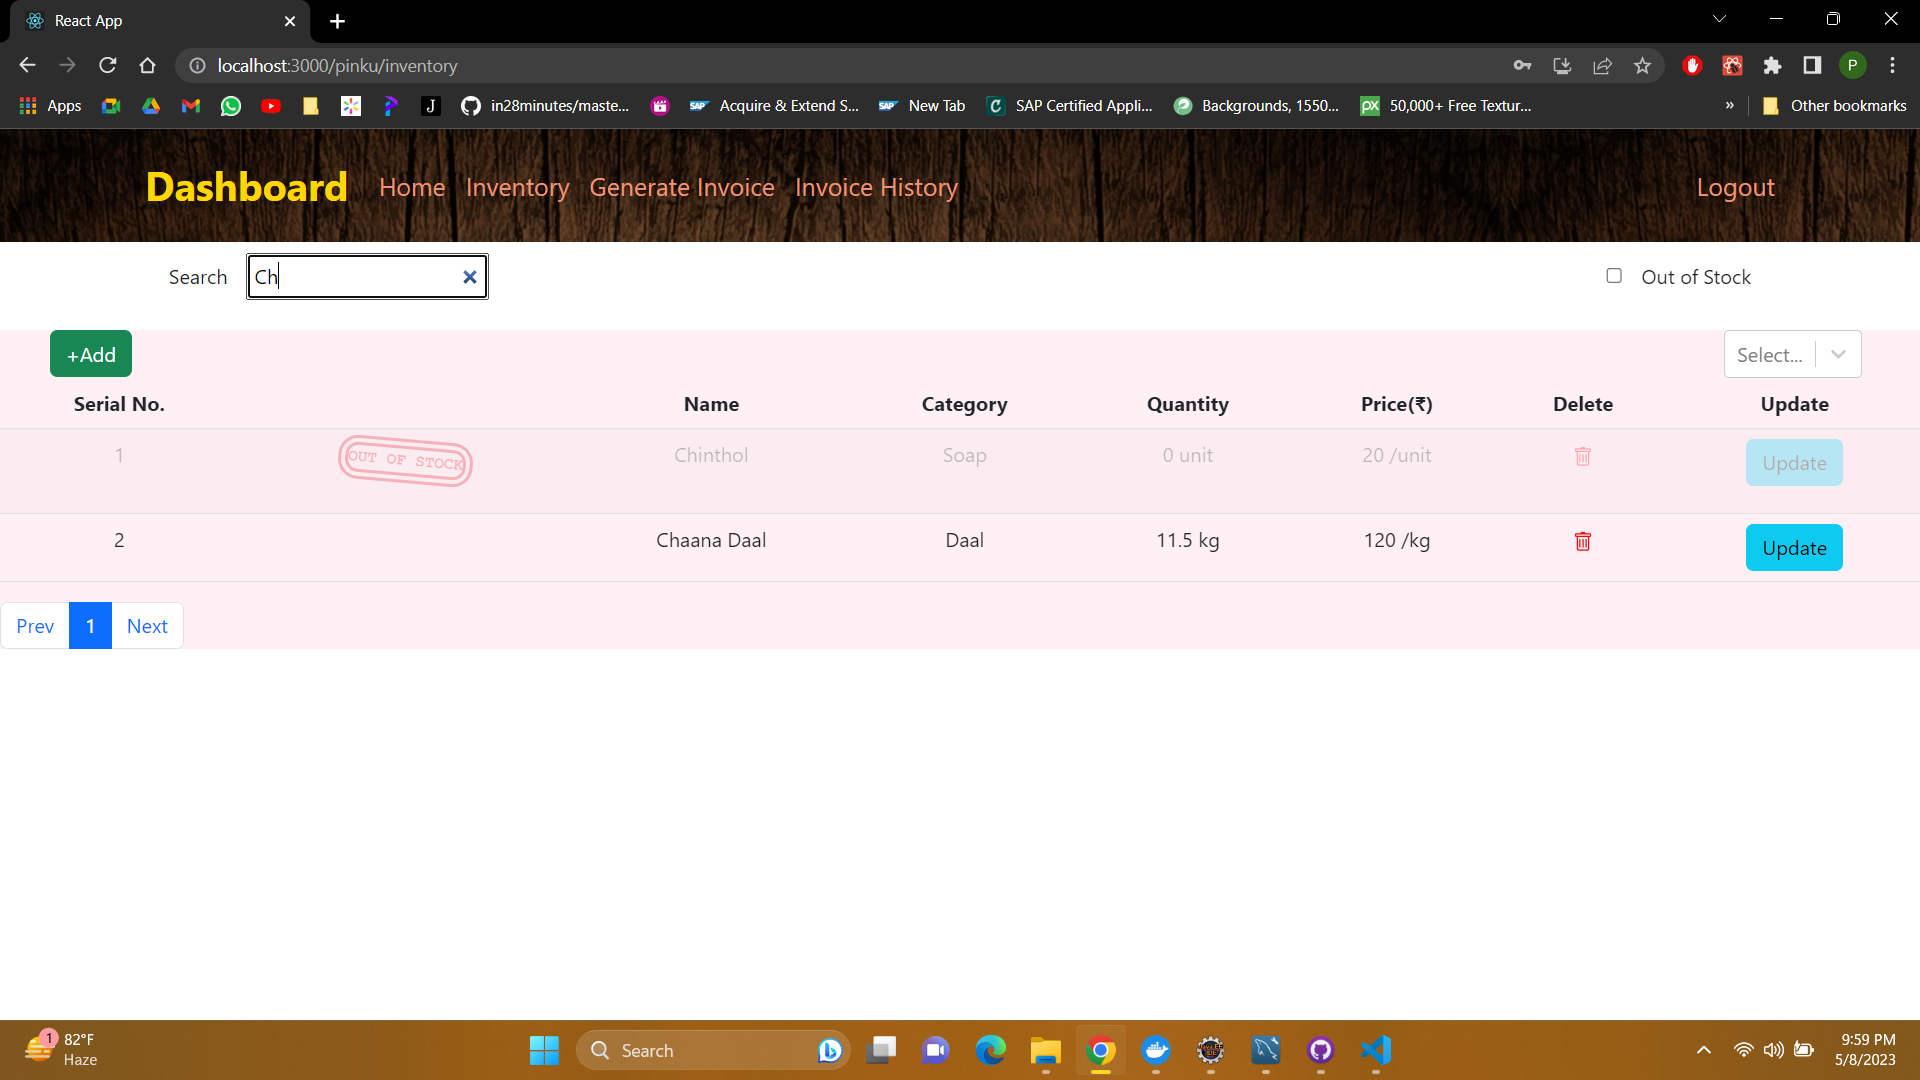 React App
localhost:3000/pinku/inventory
P
Apps
J
in28minutes/maste...
SAP
Acquire & Extend S...
SAP
New Tab
C
SAP Certified Appli...
Backgrounds, 1550...
px
50,000+ Free Textur...
»
Other bookmarks
Dashboard
Home
Inventory
Generate Invoice
Invoice History
Logout
Search
Ch
Out of Stock
+Add
Select...
Serial No.
Name
Category
Quantity
Price(₹)
Delete
Update
1
OUT OF STOCK
Chinthol
Soap
0 unit
20 /unit
Update
2
Chaana Daal
Daal
11.5 kg
120 /kg
Update
Prev
1
Next
1
82°F
Haze
Search
9:59 PM
5/8/2023